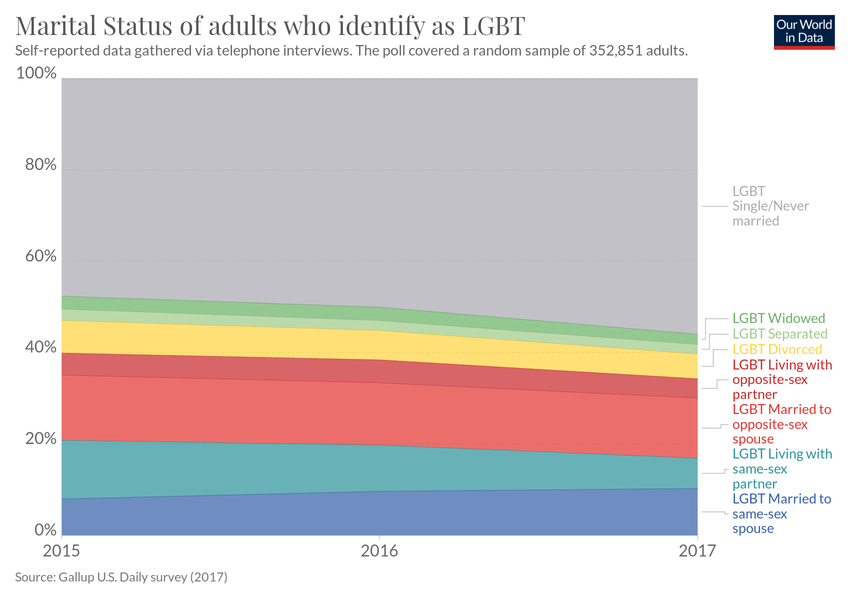 Marital Status of adults who identify as LGBT
Self-reported data gathered via telephone interviews. The poll covered a random sample of 352,851 adults.
Our World
in Data
100%
80%
60%
40%
20%
0%
2015
2016
2017
LGBT
Single/Never
married
LGBT Widowed
LGBT Separated
LGBT Divorced
LGBT Living with
opposite-sex
partner
LGBT Married to
opposite-sex
spouse
LGBT Living with
same-sex
partner
LGBT Married to
same-sex
spouse
Source: Gallup U.S. Daily survey (2017)